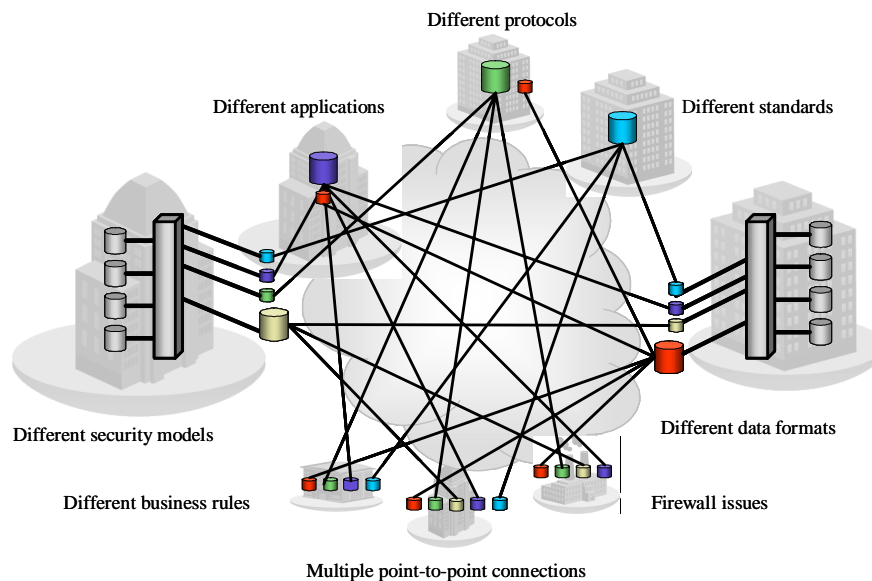 Different protocols
Different applications
Different standards
Different security models
Different data formats
Different business rules
Firewall issues
Multiple point-to-point connections